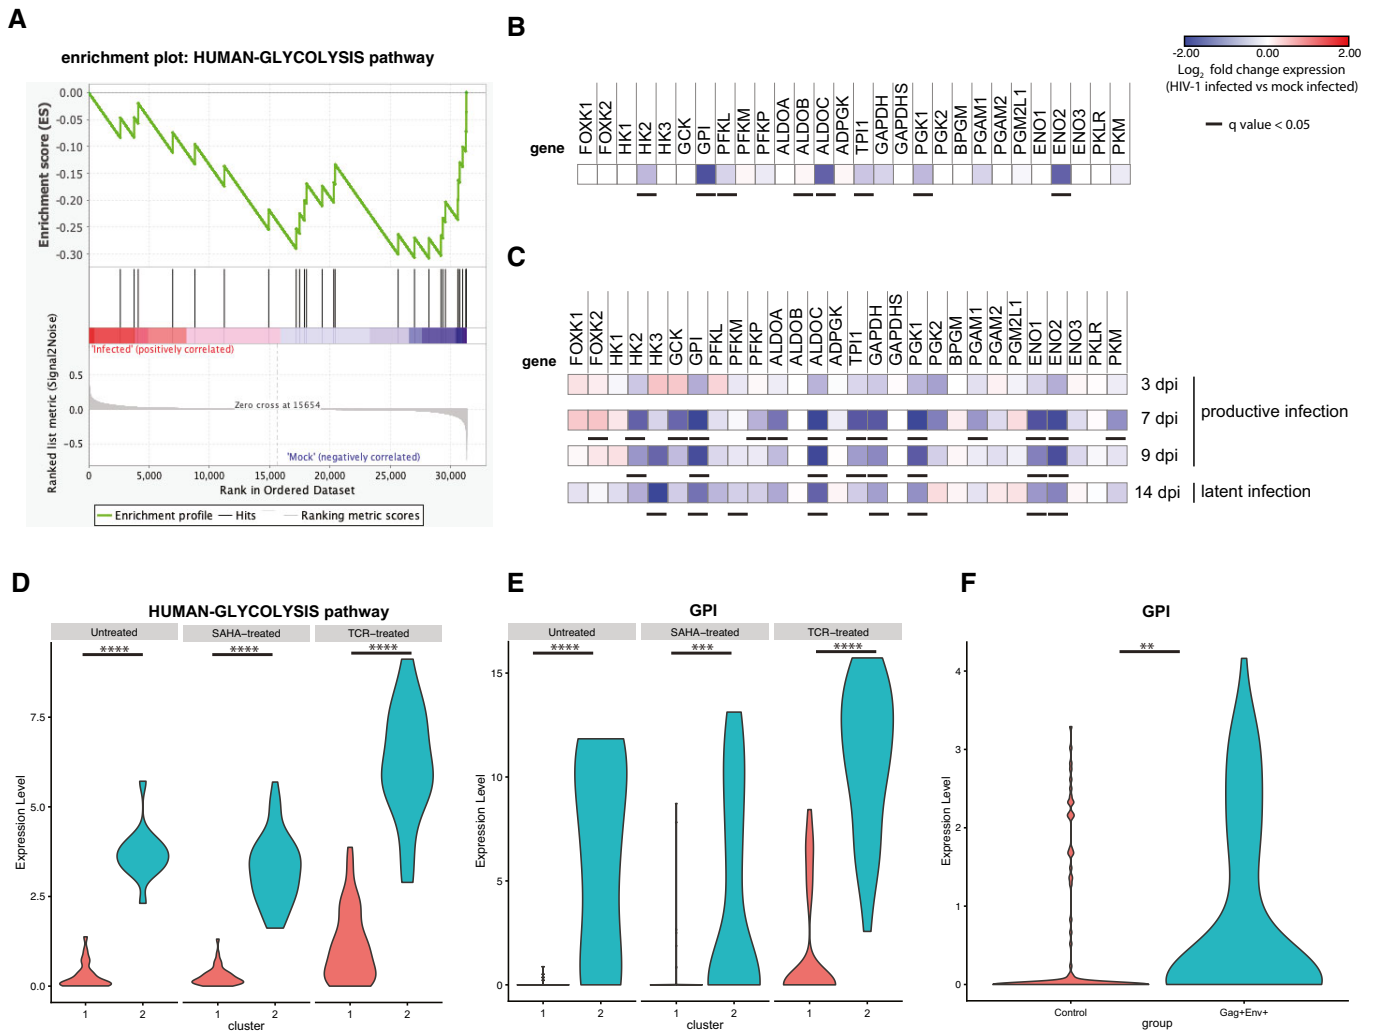 A
enrichment plot: HUMAN-GLYCOLYSIS pathway
Enrichment score (ES)
0.00
-0.05
-0.10
-0.15
-0.20
-0.25
-0.30
'Infected' (positively correlated)
Ranked list metric (Signal2Noise)
0.5
0.0
-0.5
Zero cross at 15654
'Mock' (negatively correlated)
0 5,000 10,000 15,000 20,000 25,000 30,000
Rank in Ordered Dataset
Enrichment profile Hits Ranking metric scores
B
-2.00 0.00 2.00
Log2 fold change expression
(HIV-1 infected vs mock infected)
q value < 0.05
gene FOXK1 FOXK2 HK1 HK2 HK3 GCK GPI PFKL PFKM PFKP ALDOA ALDOB ALDOC ADPGK TPI1 GAPDH GAPDHS PGK1 PGK2 BPGM PGAM1 PGAM2 PGM2L1 ENO1 ENO2 ENO3 PKLR PKM
C
gene FOXK1 FOXK2 HK1 HK2 HK3 GCK GPI PFKL PFKM PFKP ALDOA ALDOB ALDOC ADPGK TPI1 GAPDH GAPDHS PGK1 PGK2 BPGM PGAM1 PGAM2 PGM2L1 ENO1 ENO2 ENO3 PKLR PKM
3 dpi
7 dpi productive infection
9 dpi
14 dpi latent infection
D
HUMAN-GLYCOLYSIS pathway
Untreated SAHA-treated TCR-treated
**** **** ****
Expression Level
7.5
5.0
2.5
0.0
1 2 1 2 1 2
cluster
E
GPI
Untreated SAHA-treated TCR-treated
**** *** ****
Expression Level
15
10
5
0
1 2 1 2 1 2
cluster
F
GPI
**
Expression Level
4
3
2
1
0
Control Gag+Env+
group